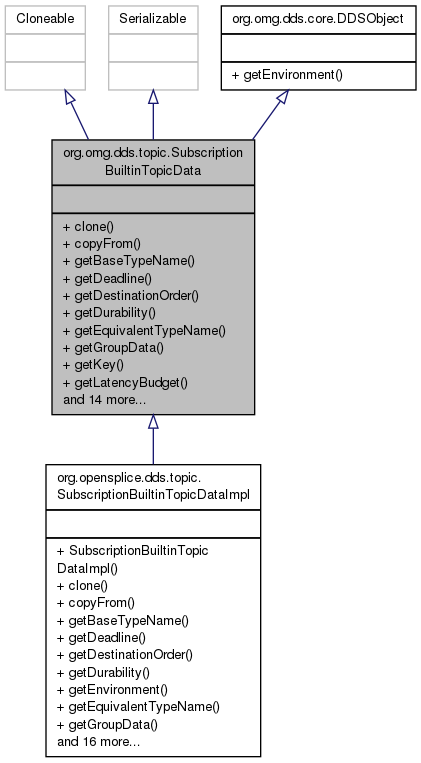 Cloneable
Serializable
org.omg.dds.core.DDSObject
+ getEnvironment()
org.omg.dds.topic.Subscription
BuiltinTopicData
+ clone()
+ copyFrom()
+ getBaseTypeName()
+ getDeadline()
+ getDestinationOrder()
+ getDurability()
+ getEquivalentTypeName()
+ getGroupData()
+ getKey()
+ getLatencyBudget()
and 14 more...
org.opensplice.dds.topic.
SubscriptionBuiltinTopicDataImpl
+ SubscriptionBuiltinTopic
DataImpl()
+ clone()
+ copyFrom()
+ getBaseTypeName()
+ getDeadline()
+ getDestinationOrder()
+ getDurability()
+ getEnvironment()
+ getEquivalentTypeName()
+ getGroupData()
and 16 more...